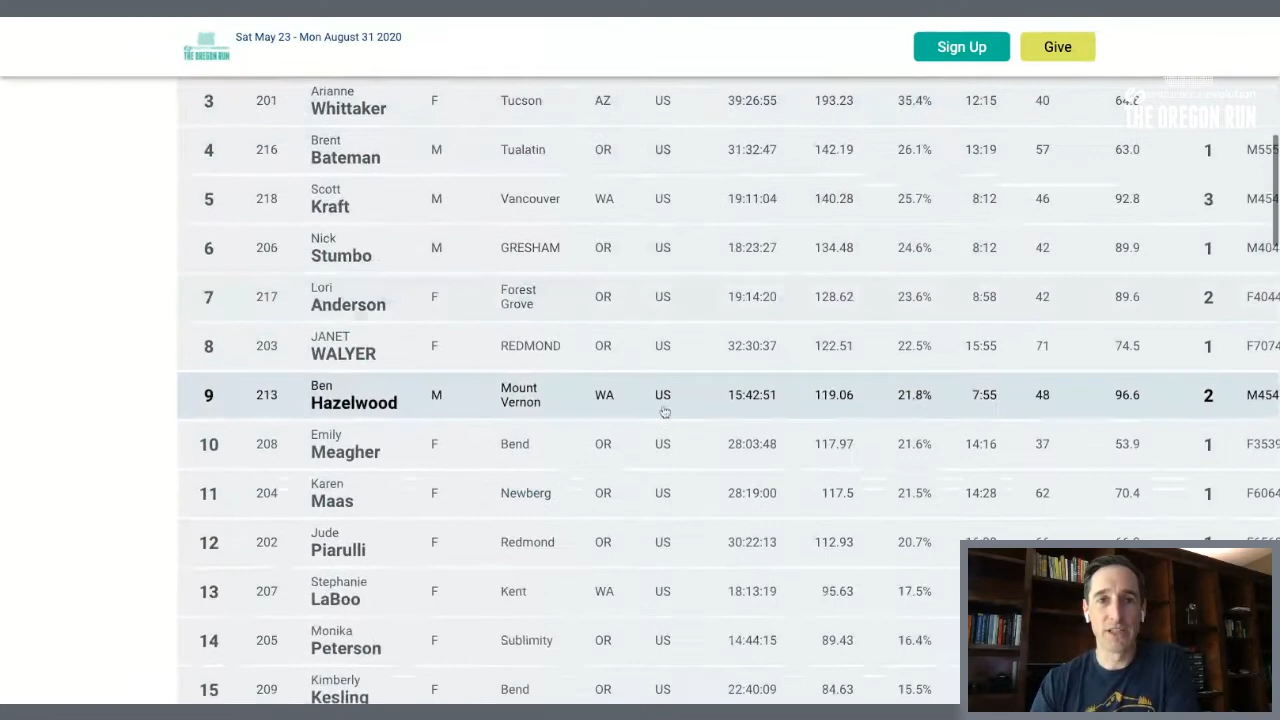 Sat May 23 - Mon August 31 2020
THE OREGON RUN
Sign Up
Give
THE OREGON RUN
3 201 Arianne Whittaker F Tucson AZ US 39:26:55 193.23 35.4% 12:15 40
4 216 Brent Bateman M Tualatin OR US 31:32:47 142.19 26.1% 13:19 57 63.0 1 M555
5 218 Scott Kraft M Vancouver WA US 19:11:04 140.28 25.7% 8:12 46 92.8 3 M454
6 206 Nick Stumbo M GRESHAM OR US 18:23:27 134.48 24.6% 8:12 42 89.9 1 M404
7 217 Lori Anderson F Forest Grove OR US 19:14:20 128.62 23.6% 8:58 42 89.6 2 F4044
8 203 JANET WALYER F REDMOND OR US 32:30:37 122.51 22.5% 15:55 71 74.5 1 F7074
9 213 Ben Hazelwood M Mount Vernon WA US 15:42:51 119.06 21.8% 7:55 48 96.6 2 M454
10 208 Emily Meagher F Bend OR US 28:03:48 117.97 21.6% 14:16 37 53.9 1 F3539
11 204 Karen Maas F Newberg OR US 28:19:00 117.5 21.5% 14:28 62 70.4 1 F6064
12 202 Jude Piarulli F Redmond OR US 30:22:13 112.93 20.7%
13 207 Stephanie LaBoo F Kent WA US 18:13:19 95.63 17.5%
14 205 Monika Peterson F Sublimity OR US 14:44:15 89.43 16.4%
15 209 Kimberly Kesling F Bend OR US 22:40:09 84.63 15.5%